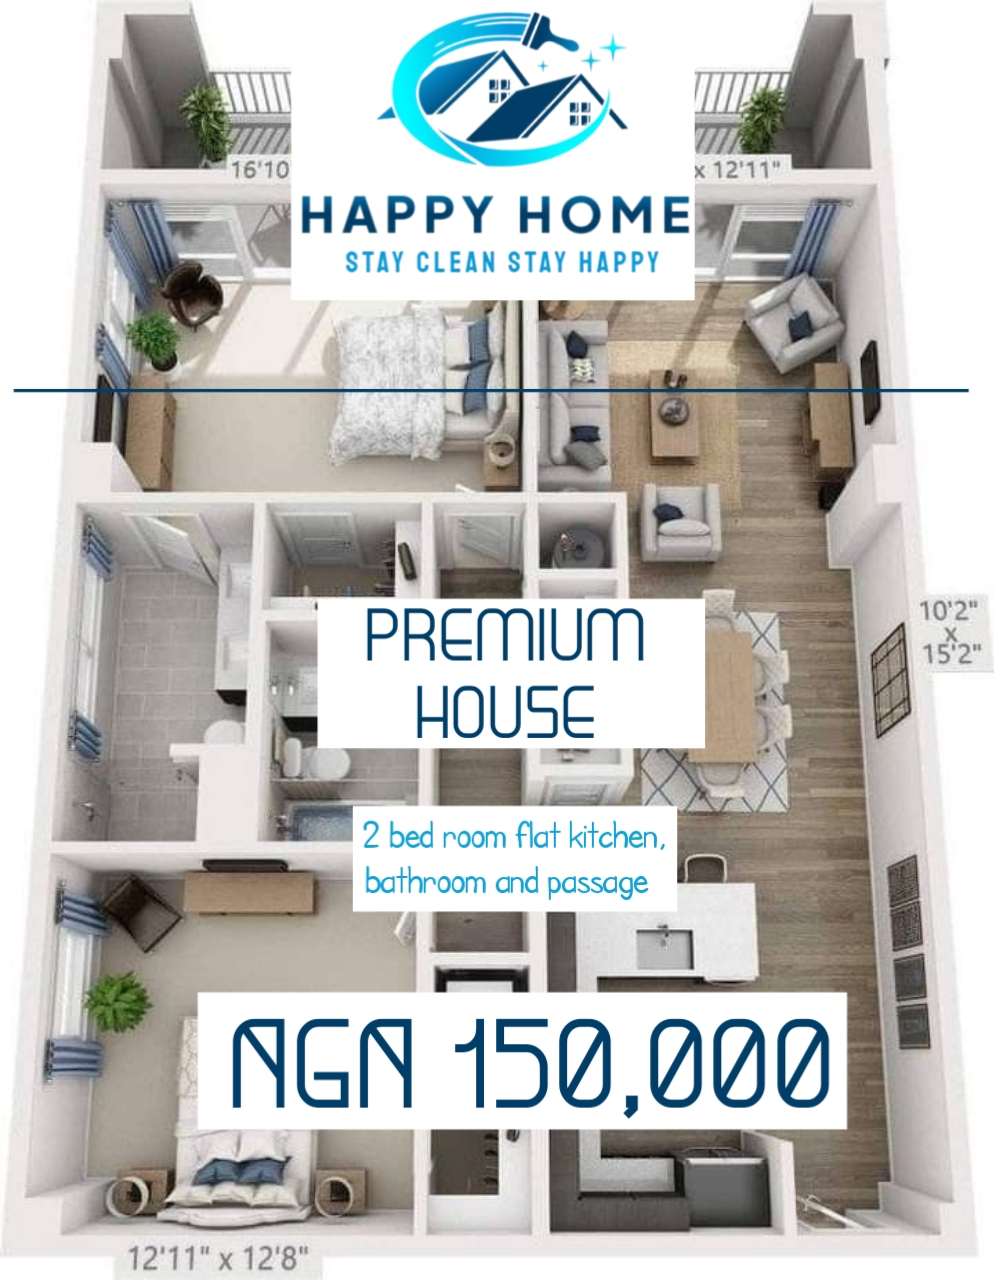 16'10
x 12'11"
HAPPY HOME
STAY CLEAN STAY HAPPY
10'2"
x
15'2"
PREMIUM
HOUSE
2 bed room flat kitchen,
bathroom and passage
NGN 150,000
12'11" x 12'8"